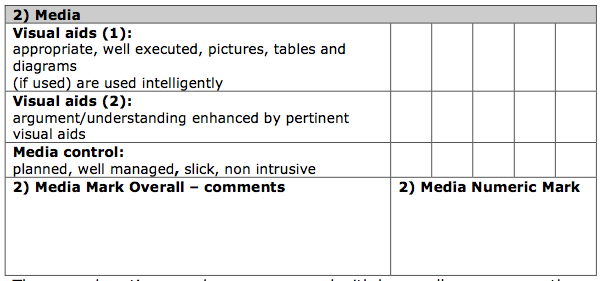 2) Media
Visual aids (1):
appropriate, well executed, pictures, tables and
diagrams
(if used) are used intelligently
Visual aids (2):
argument/understanding enhanced by pertinent
visual aids
Media control:
planned, well managed, slick, non intrusive
2) Media Mark Overall – comments
2) Media Numeric Mark